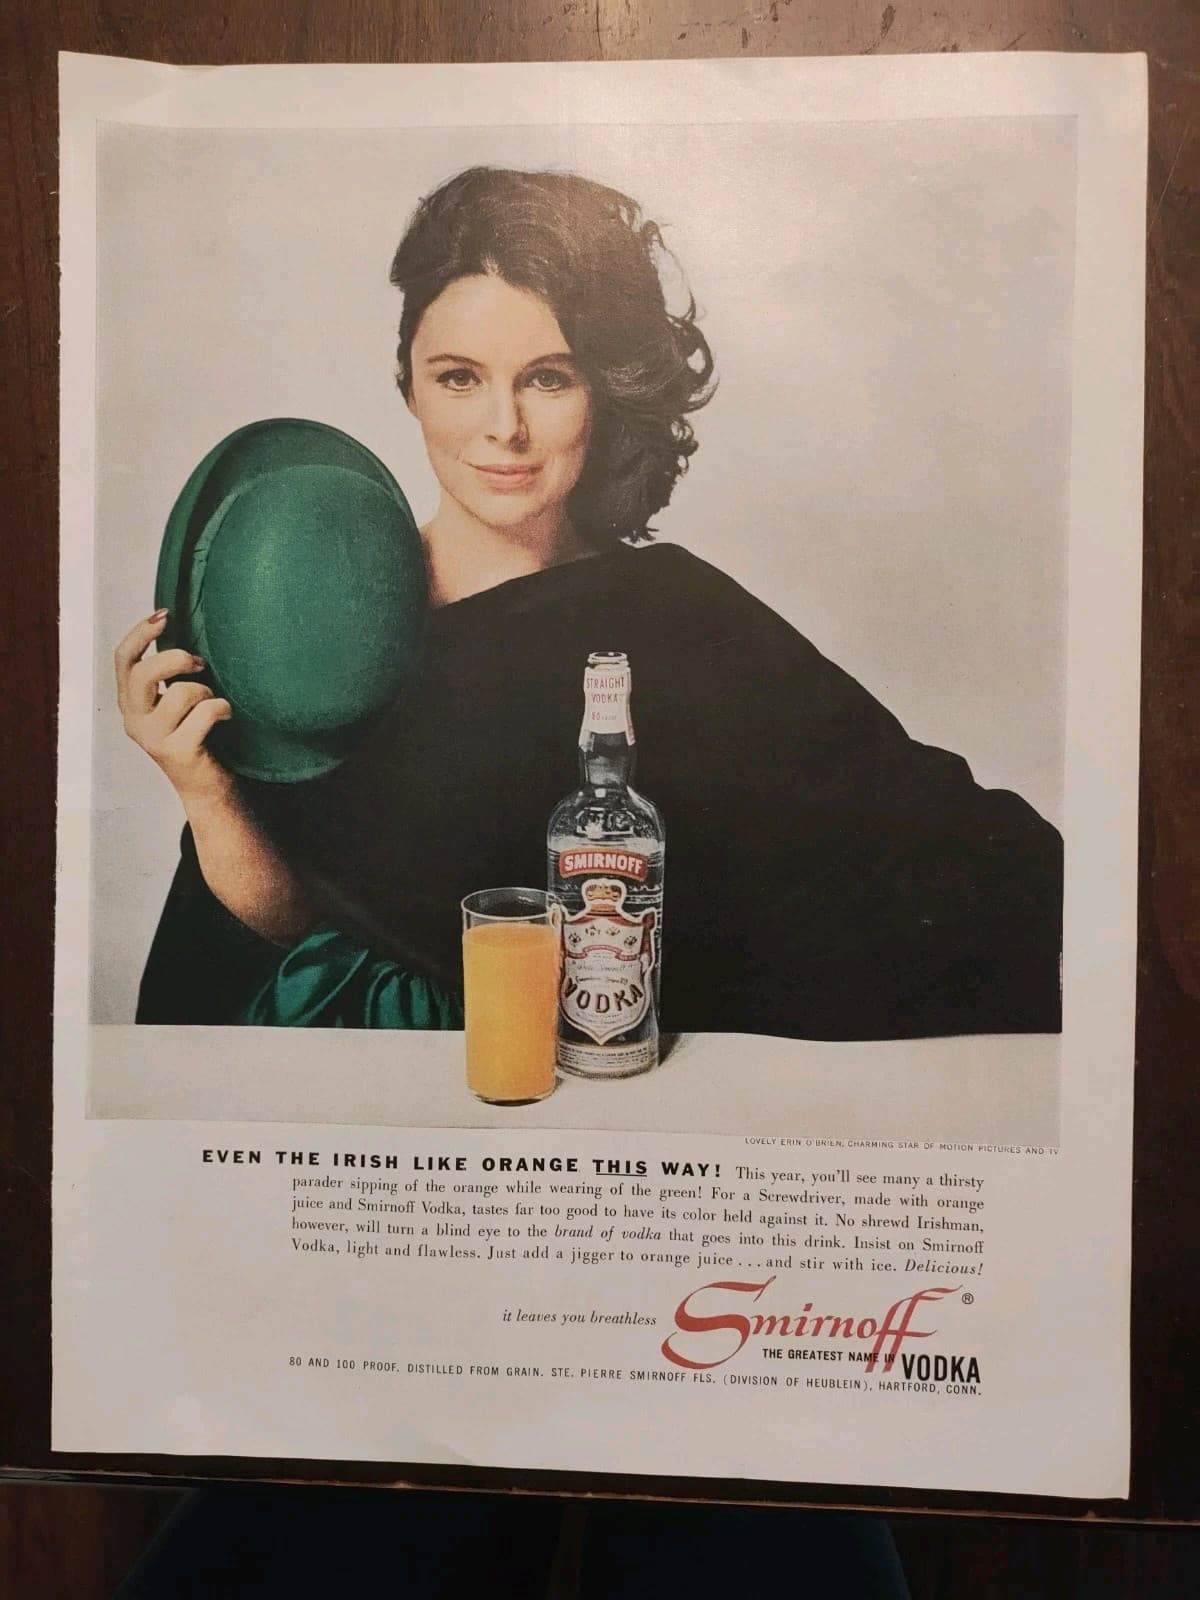 STRAIGHT
VODKA
80 PROOF
SMIRNOFF
VODKA
LOVELY ERIN O'BRIEN, CHARMING STAR OF MOTION PICTURES AND TV
EVEN THE IRISH LIKE ORANGE THIS WAY! This year, you'll see many a thirsty
parader sipping of the orange while wearing of the green! For a Screwdriver, made with orange
juice and Smirnoff Vodka, tastes far too good to have its color held against it. No shrewd Irishman,
however, will turn a blind eye to the brand of vodka that goes into this drink. Insist on Smirnoff
Vodka, light and flawless. Just add a jigger to orange juice ... and stir with ice. Delicious!
it leaves you breathless
Smirnoff ®
THE GREATEST NAME IN VODKA
80 AND 100 PROOF. DISTILLED FROM GRAIN. STE. PIERRE SMIRNOFF FLS. (DIVISION OF HEUBLEIN), HARTFORD, CONN.